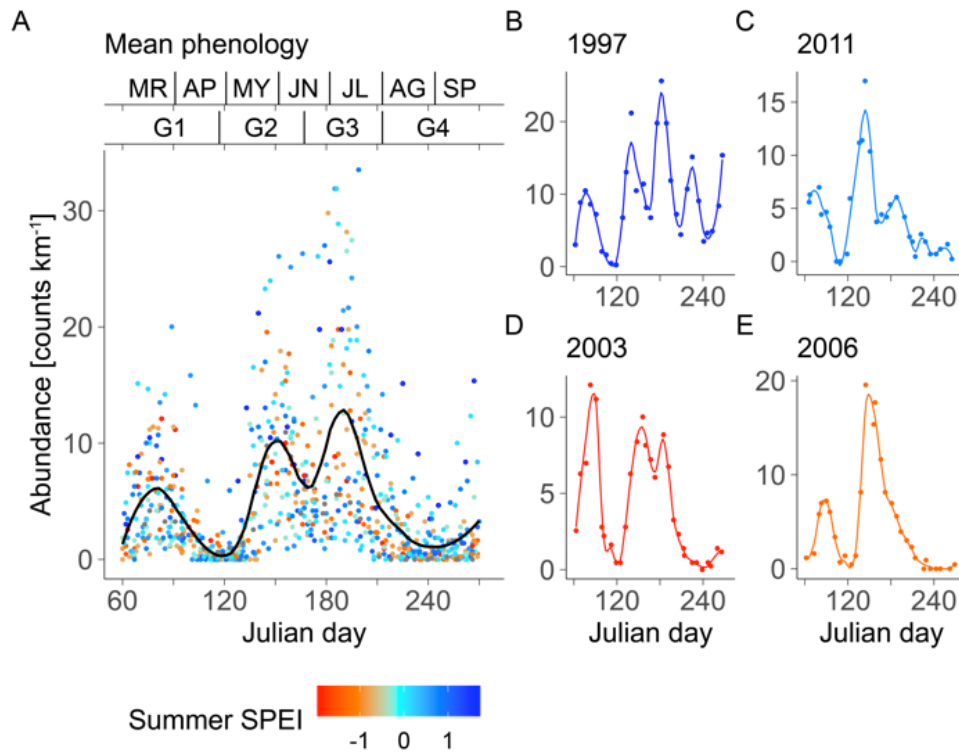 A
Mean phenology
MR AP MY JN JL AG SP
G1 G2 G3 G4
Abundance [counts km⁻¹]
30
20
10
0
60 120 180 240
Julian day
Summer SPEI
-1 0 1
B
1997
20
10
0
120 240
C
2011
15
10
5
0
120 240
D
2003
10
5
0
120 240
Julian day
E
2006
20
10
0
120 240
Julian day